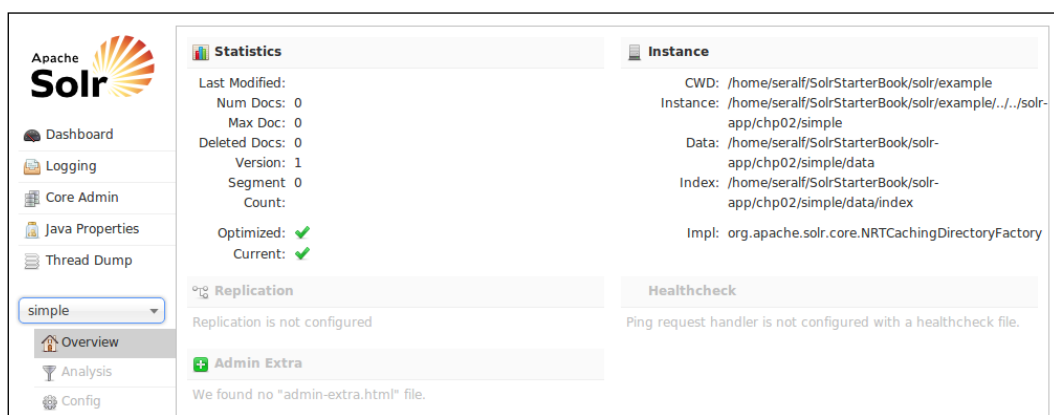 Apache
Solr
Dashboard
Logging
Core Admin
Java Properties
Thread Dump
simple
Overview
Analysis
Config
Statistics
Last Modified:
Num Docs: 0
Max Doc: 0
Deleted Docs: 0
Version: 1
Segment 0
Count:
Optimized:
Current:
Instance
CWD: /home/seralf/SolrStarterBook/solr/example
Instance: /home/seralf/SolrStarterBook/solr/example/../../solr-
app/chp02/simple
Data: /home/seralf/SolrStarterBook/solr-
app/chp02/simple/data
Index: /home/seralf/SolrStarterBook/solr-
app/chp02/simple/data/index
Impl: org.apache.solr.core.NRTCachingDirectoryFactory
Replication
Replication is not configured
Healthcheck
Ping request handler is not configured with a healthcheck file.
Admin Extra
We found no "admin-extra.html" file.